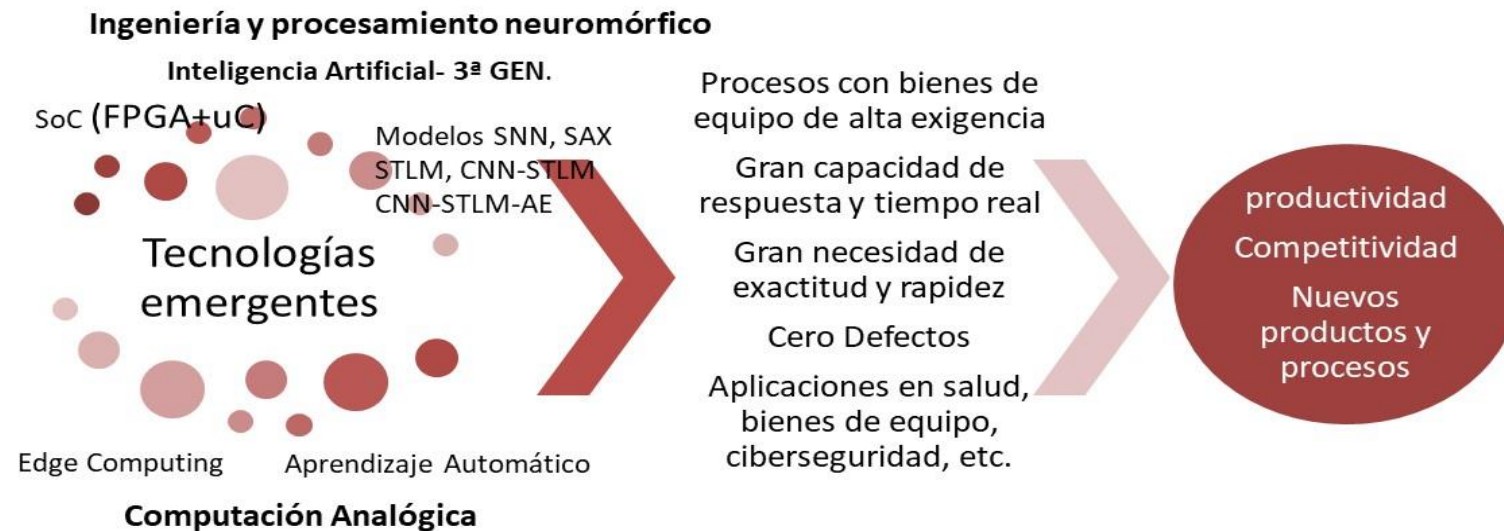 Ingeniería y procesamiento neuromórfico
Inteligencia Artificial- 3ª GEN.
SoC (FPGA+uC)
Modelos SNN, SAX
STLM, CNN-STLM
CNN-STLM-AE
Tecnologías
emergentes
Edge Computing
Aprendizaje Automático
Computación Analógica
Procesos con bienes de
equipo de alta exigencia
Gran capacidad de
respuesta y tiempo real
Gran necesidad de
exactitud y rapidez
Cero Defectos
Aplicaciones en salud,
bienes de equipo,
ciberseguridad, etc.
productividad
Competitividad
Nuevos
productos y
procesos